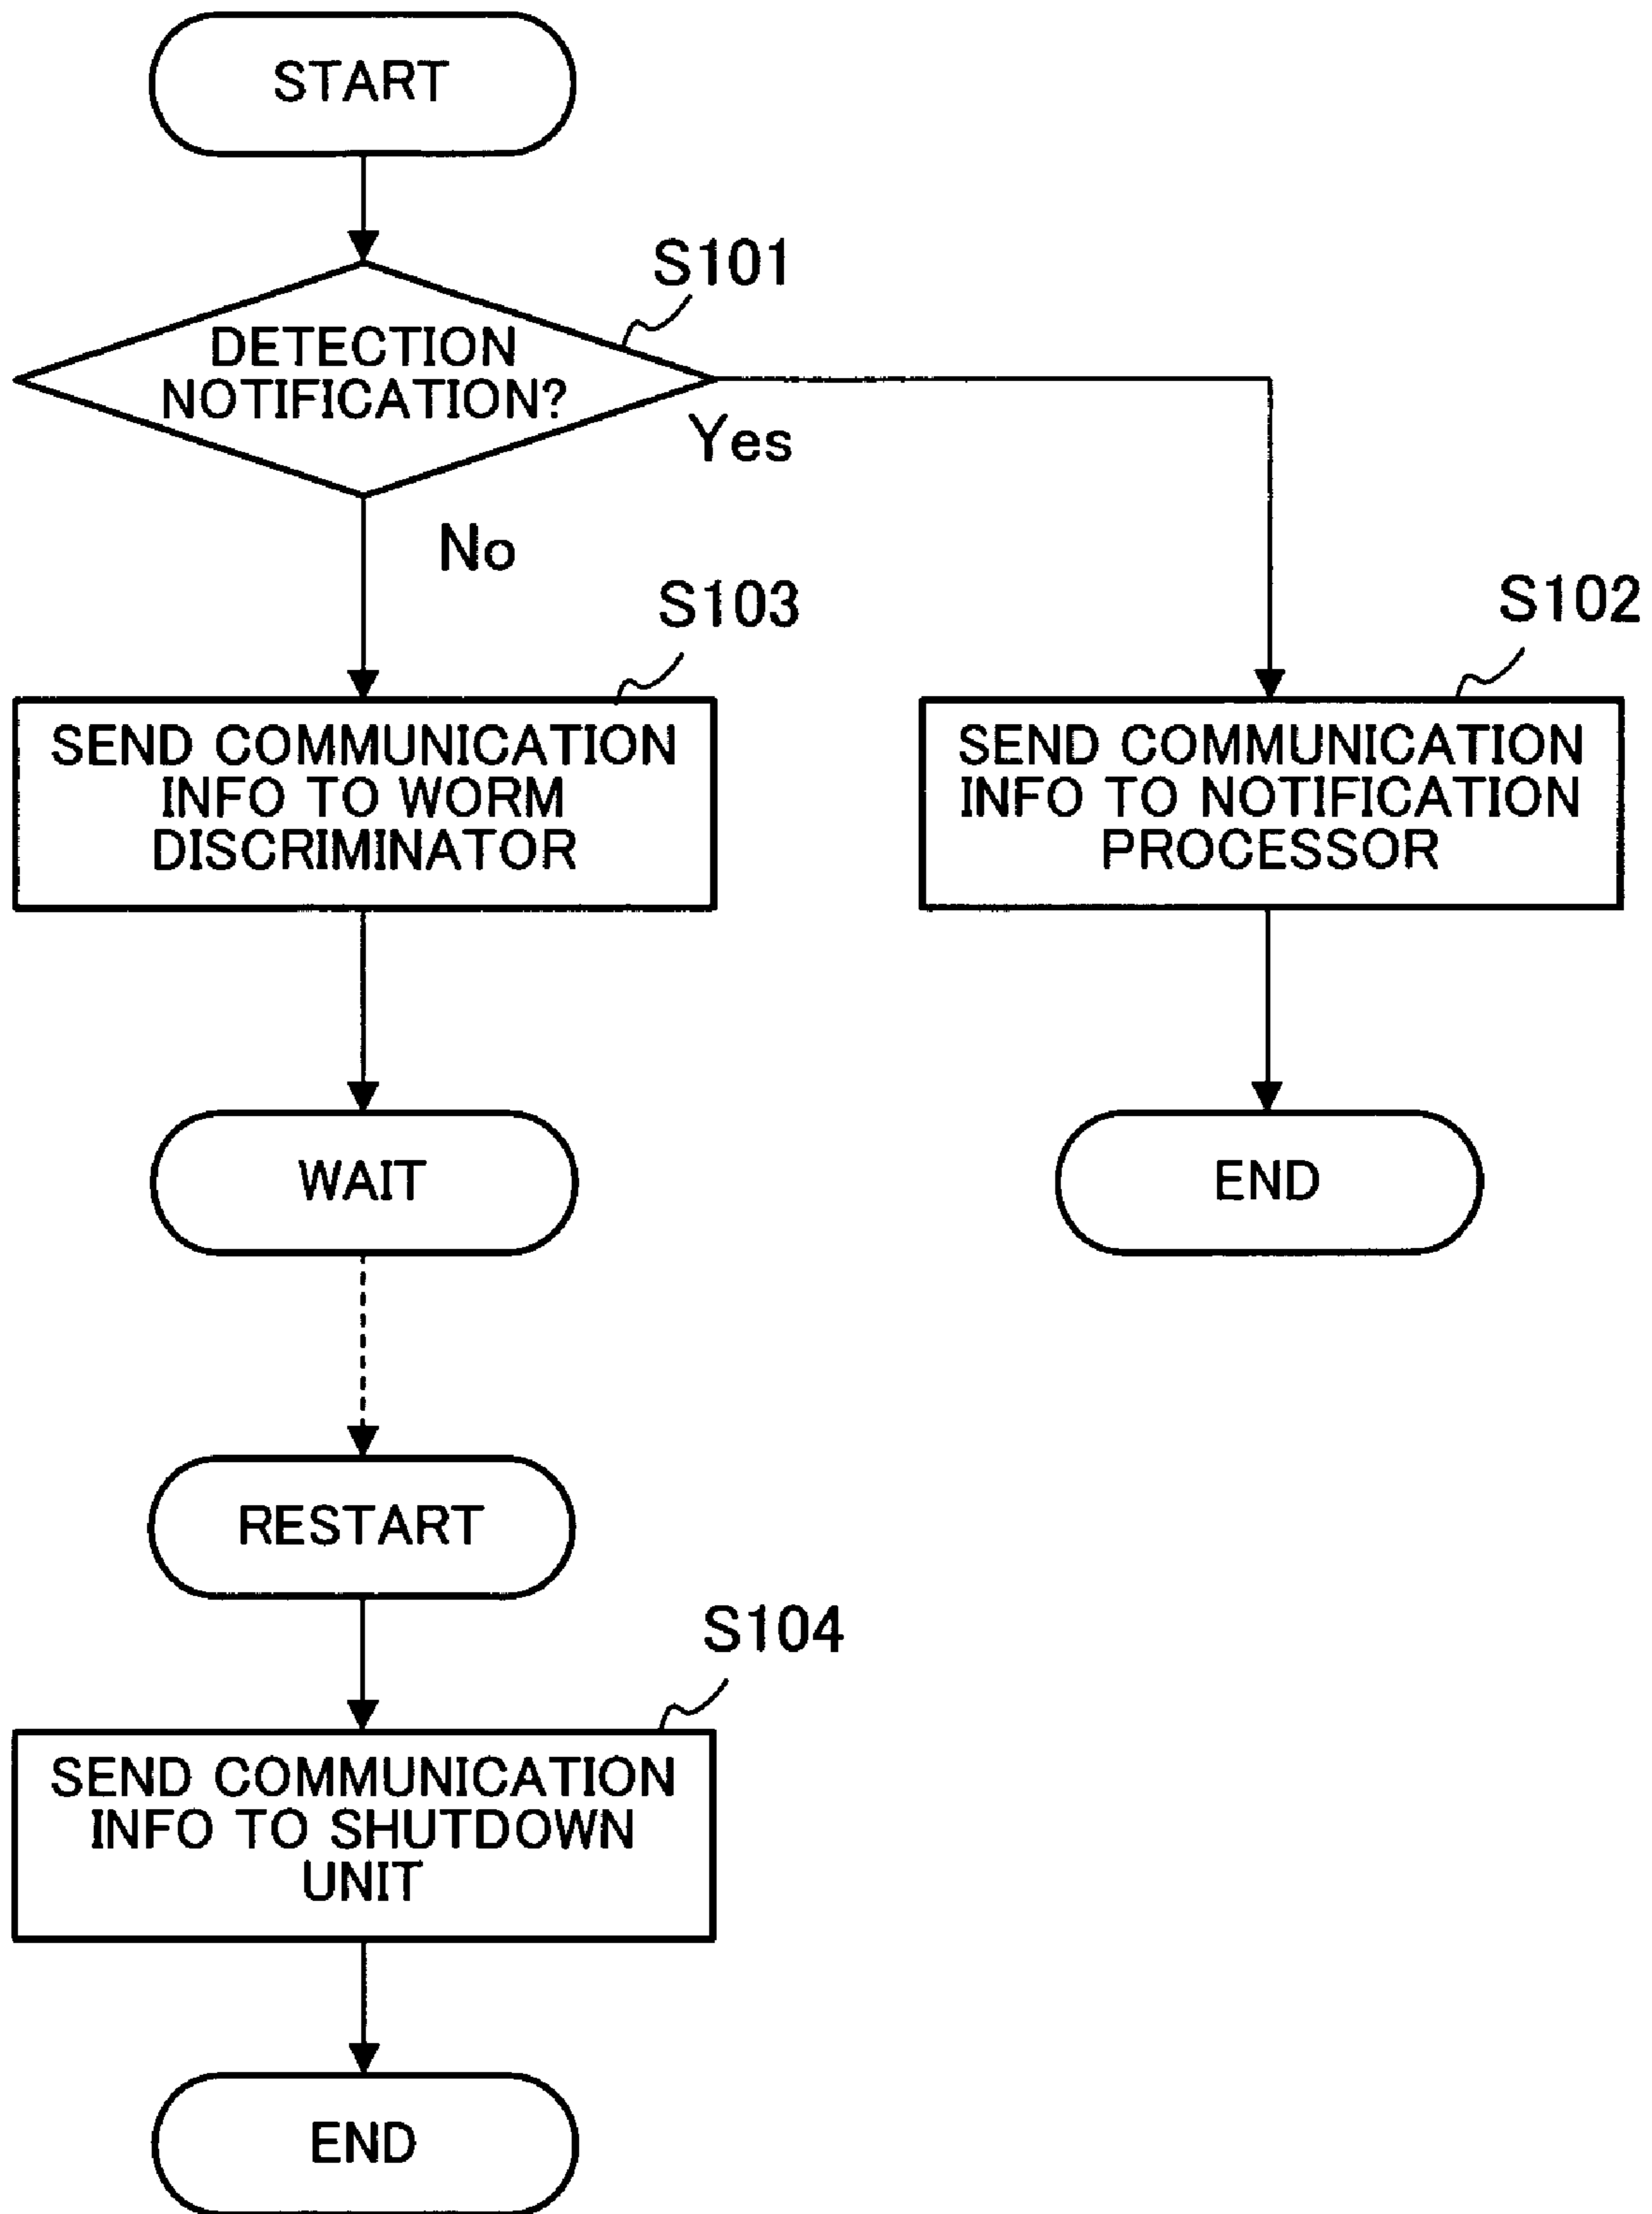 START
S101
DETECTION
NOTIFICATION?
Yes
No
S103
S102
SEND COMMUNICATION
INFO TO WORM
DISCRIMINATOR
SEND COMMUNICATION
INFO TO NOTIFICATION
PROCESSOR
WAIT
END
RESTART
S104
SEND COMMUNICATION
INFO TO SHUTDOWN
UNIT
END